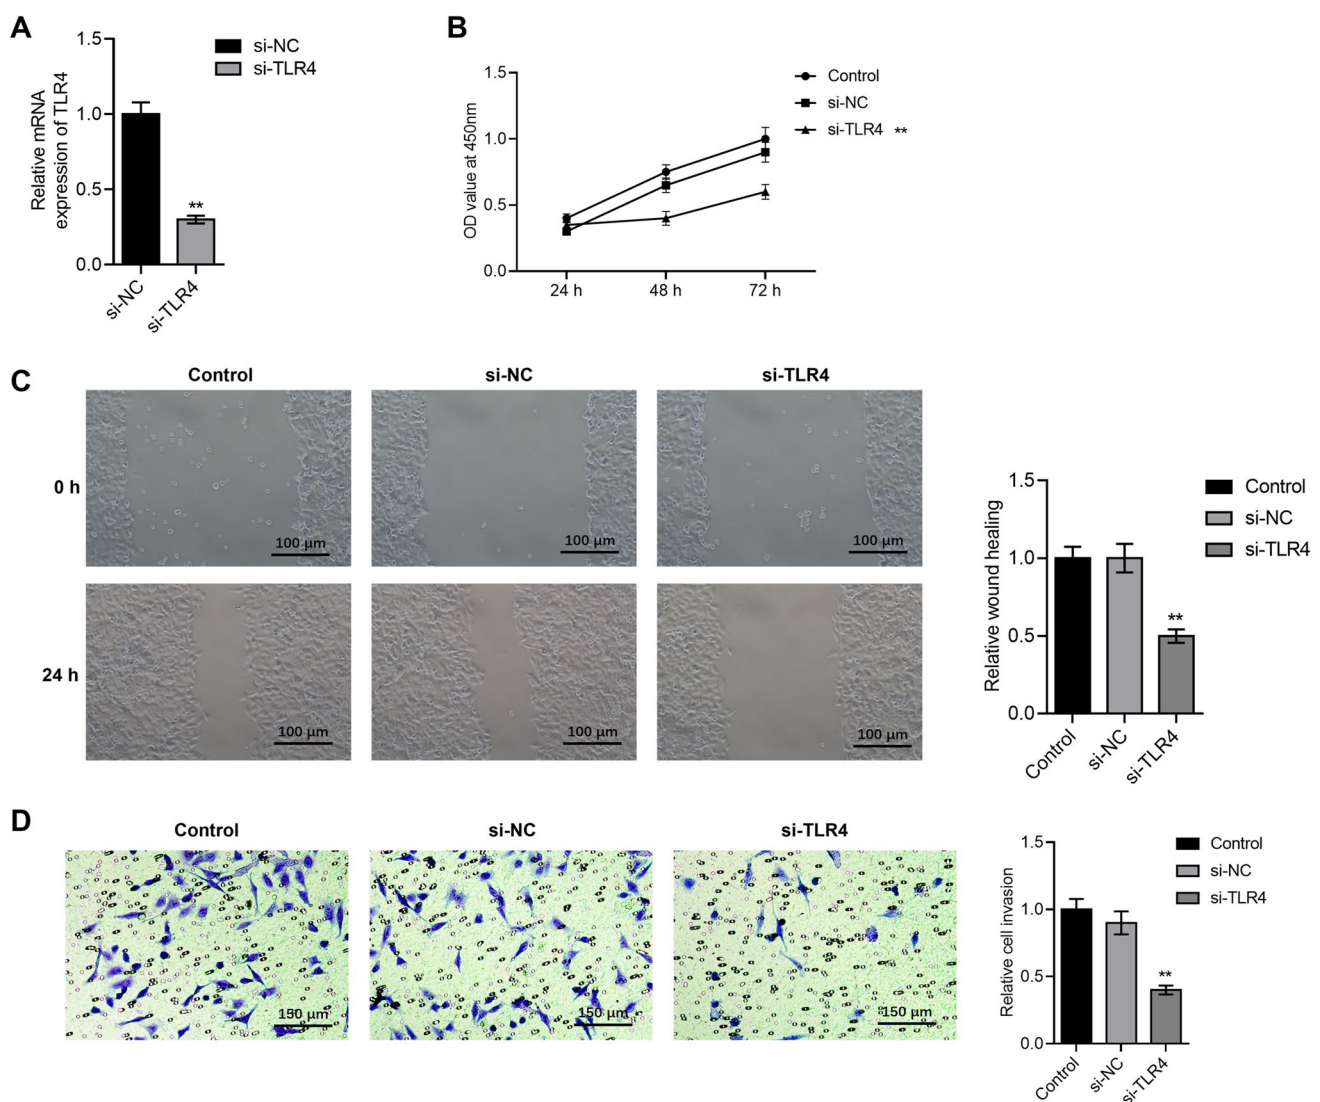 A
Relative mRNA
expression of TLR4
1.5
1.0
0.5
0.0
si-NC
si-TLR4
**
si-NC
si-TLR4
B
OD value at 450nm
1.5
1.0
0.5
0.0
24 h
48 h
72 h
Control
si-NC
si-TLR4 **
C
Control
si-NC
si-TLR4
0 h
100 μm
100 μm
100 μm
24 h
100 μm
100 μm
100 μm
Relative wound healing
1.5
1.0
0.5
0.0
**
Control
si-NC
si-TLR4
Control
si-NC
si-TLR4
D
Control
si-NC
si-TLR4
150 μm
150 μm
150 μm
Relative cell invasion
1.5
1.0
0.5
0.0
**
Control
si-NC
si-TLR4
Control
si-NC
si-TLR4